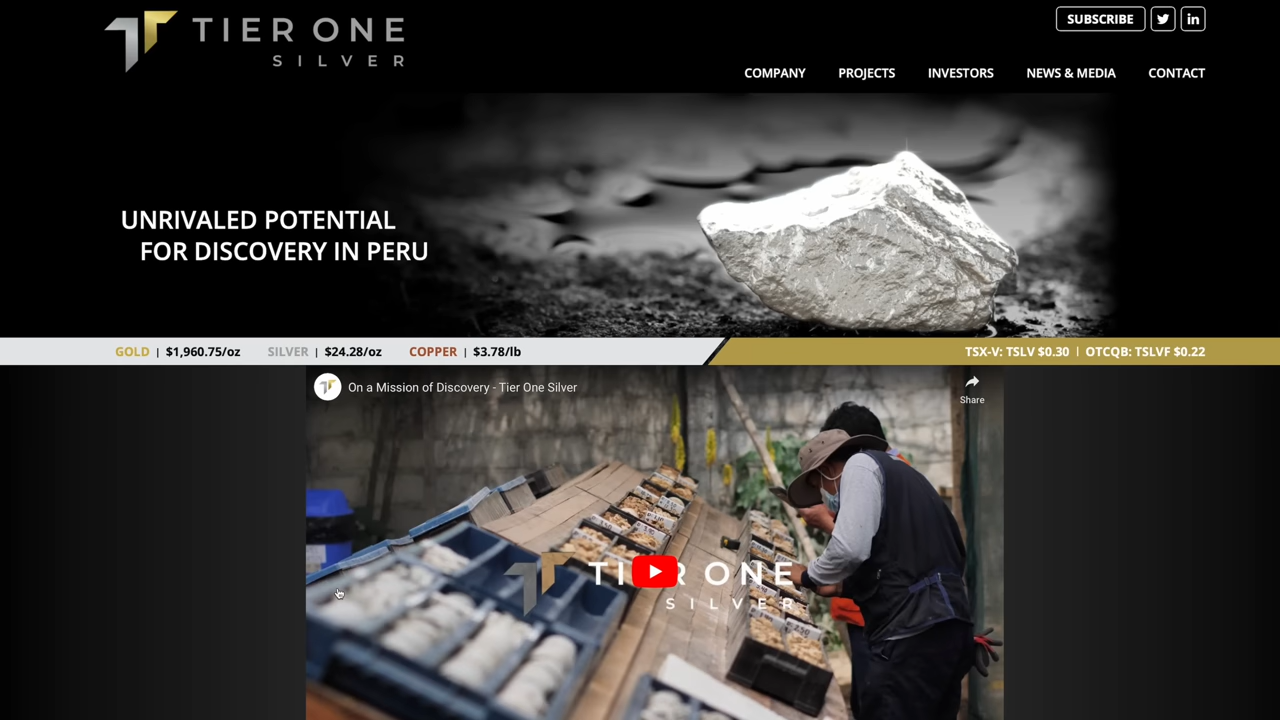 TIER ONE
SILVER
SUBSCRIBE
COMPANY PROJECTS INVESTORS NEWS & MEDIA CONTACT
UNRIVALED POTENTIAL
FOR DISCOVERY IN PERU
GOLD | $1,960.75/oz SILVER | $24.28/oz COPPER | $3.78/lb
TSX-V: TSLV $0.30 | OTCQB: TSLVF $0.22
On a Mission of Discovery - Tier One Silver
Share
ONE
SILVER